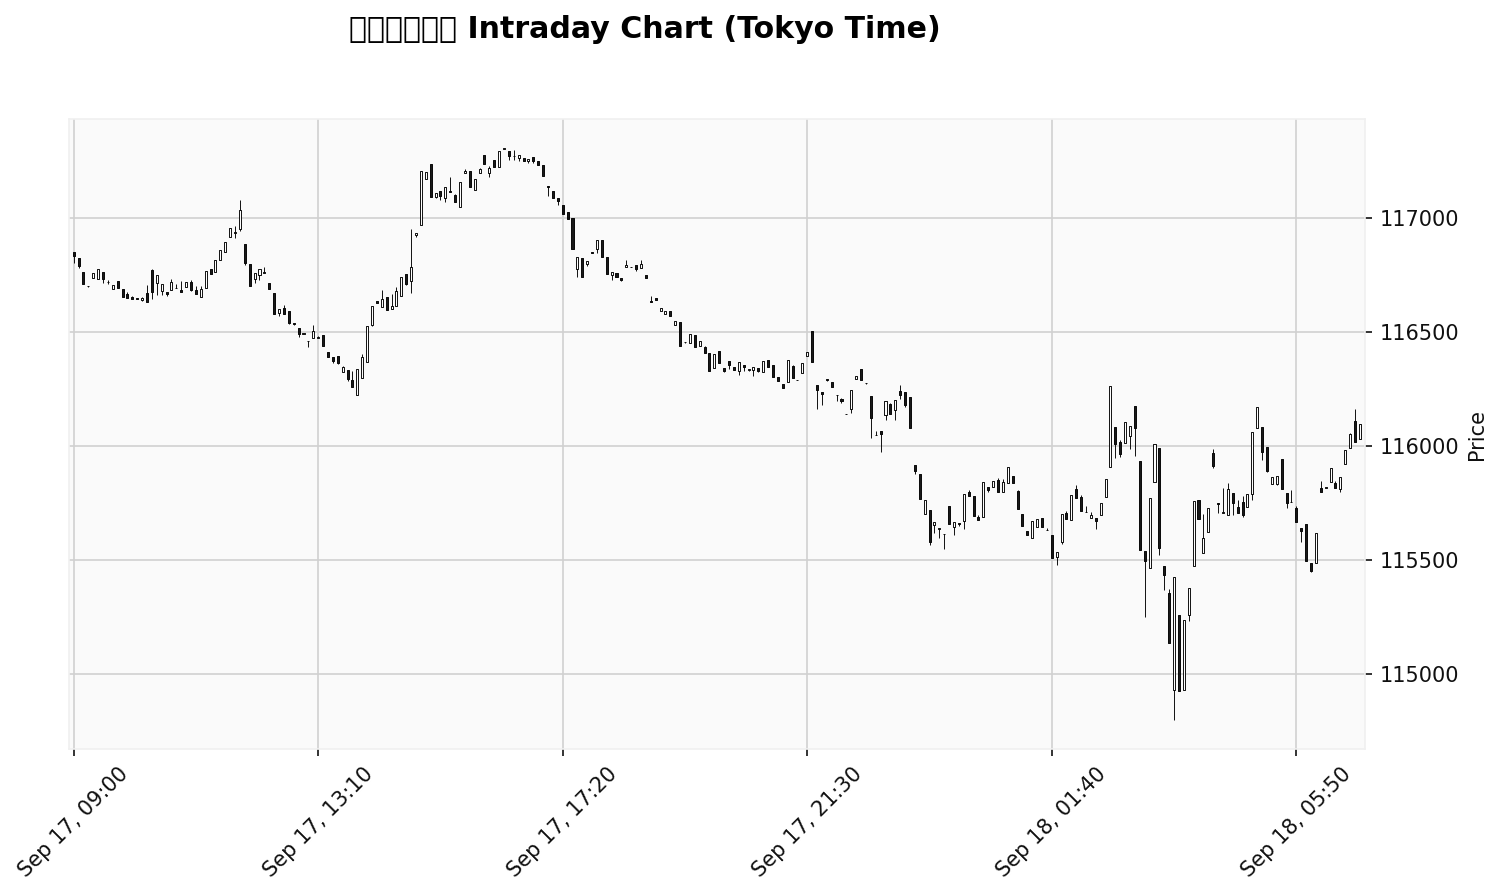 Intraday Chart (Tokyo Time)
117000
116500
116000
115500
115000
Price
Sep 17, 09:00
Sep 17, 13:10
Sep 17, 17:20
Sep 17, 21:30
Sep 18, 01:40
Sep 18, 05:50